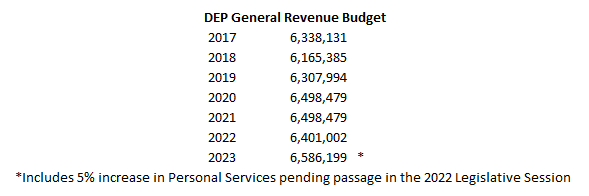 DEP General Revenue Budget
2017 6,338,131
2018 6,165,385
2019 6,307,994
2020 6,498,479
2021 6,498,479
2022 6,401,002
2023 6,586,199 *
*Includes 5% increase in Personal Services pending passage in the 2022 Legislative Session